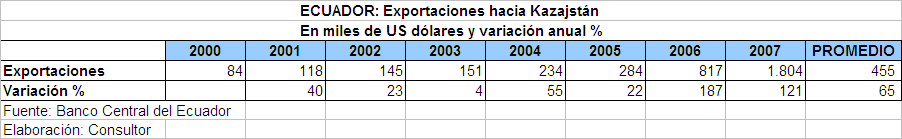 ECUADOR: Exportaciones hacia Kazajstán
En miles de US dólares y variación anual %
2000 2001 2002 2003 2004 2005 2006 2007 PROMEDIO
Exportaciones 84 118 145 151 234 284 817 1.804 455
Variación % 40 23 4 55 22 187 121 65
Fuente: Banco Central del Ecuador
Elaboración: Consultor